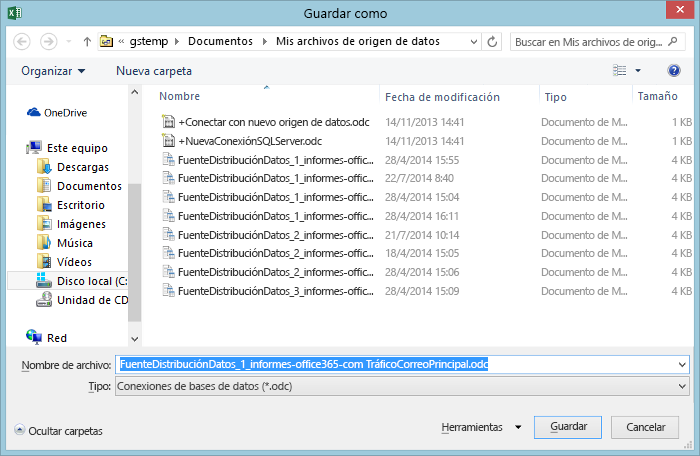 Guardar como
gstemp Documentos Mis archivos de origen de datos Buscar en Mis archivos de orig...
Organizar Nueva carpeta
Nombre Fecha de modificación Tipo Tamaño
OneDrive
Este equipo
Descargas
Documentos
Escritorio
Imágenes
Música
Vídeos
Disco local (C:
Unidad de CD
Red
+Conectar con nuevo origen de datos.odc 14/11/2013 14:41 Documento de M... 1 KB
+NuevaConexiónSQLServer.odc 14/11/2013 14:41 Documento de M... 1 KB
FuenteDistribuciónDatos_1_informes-offic... 28/4/2014 15:55 Documento de M... 4 KB
FuenteDistribuciónDatos_1_informes-offic... 22/7/2014 8:40 Documento de M... 4 KB
FuenteDistribuciónDatos_1_informes-offic... 28/4/2014 15:04 Documento de M... 4 KB
FuenteDistribuciónDatos_1_informes-offic... 28/4/2014 16:11 Documento de M... 4 KB
FuenteDistribuciónDatos_2_informes-offic... 21/7/2014 10:14 Documento de M... 4 KB
FuenteDistribuciónDatos_2_informes-offic... 18/4/2014 15:05 Documento de M... 4 KB
FuenteDistribuciónDatos_2_informes-offic... 28/4/2014 15:06 Documento de M... 4 KB
FuenteDistribuciónDatos_3_informes-offic... 28/4/2014 15:09 Documento de M... 4 KB
Nombre de archivo: FuenteDistribuciónDatos_1_informes-office365-com TráficoCorreoPrincipal.odc
Tipo: Conexiones de bases de datos (*.odc)
Ocultar carpetas Herramientas Guardar Cancelar